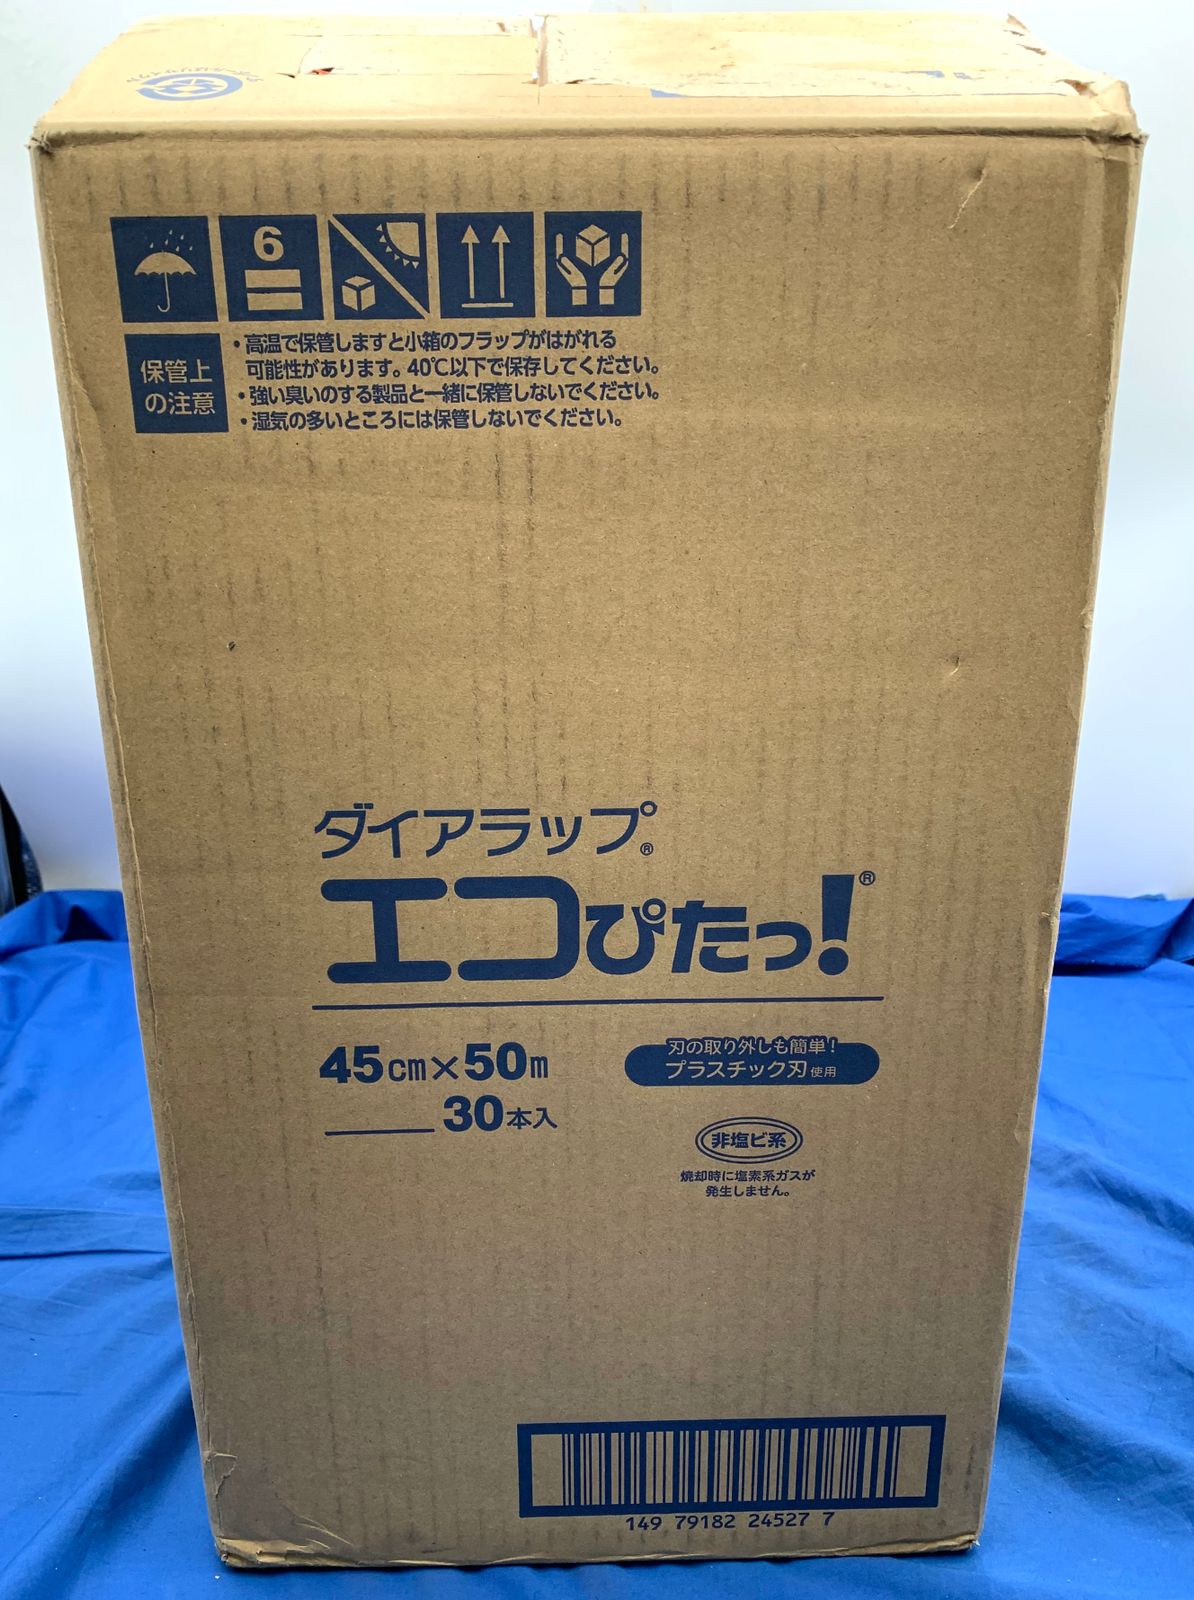 6
保管上
の注意
・高温で保管しますと小箱のフラップがはがれる
可能性があります。40℃以下で保存してください。
・強い臭いのする製品と一緒に保管しないでください。
・湿気の多いところには保管しないでください。
ダイアラップ®
エコぴたっ!®
45cm×50m
30本入
刃の取り外しも簡単!
プラスチック刃使用
非塩ビ系
焼却時に塩素系ガスが
発生しません。
149 79182 24527 7